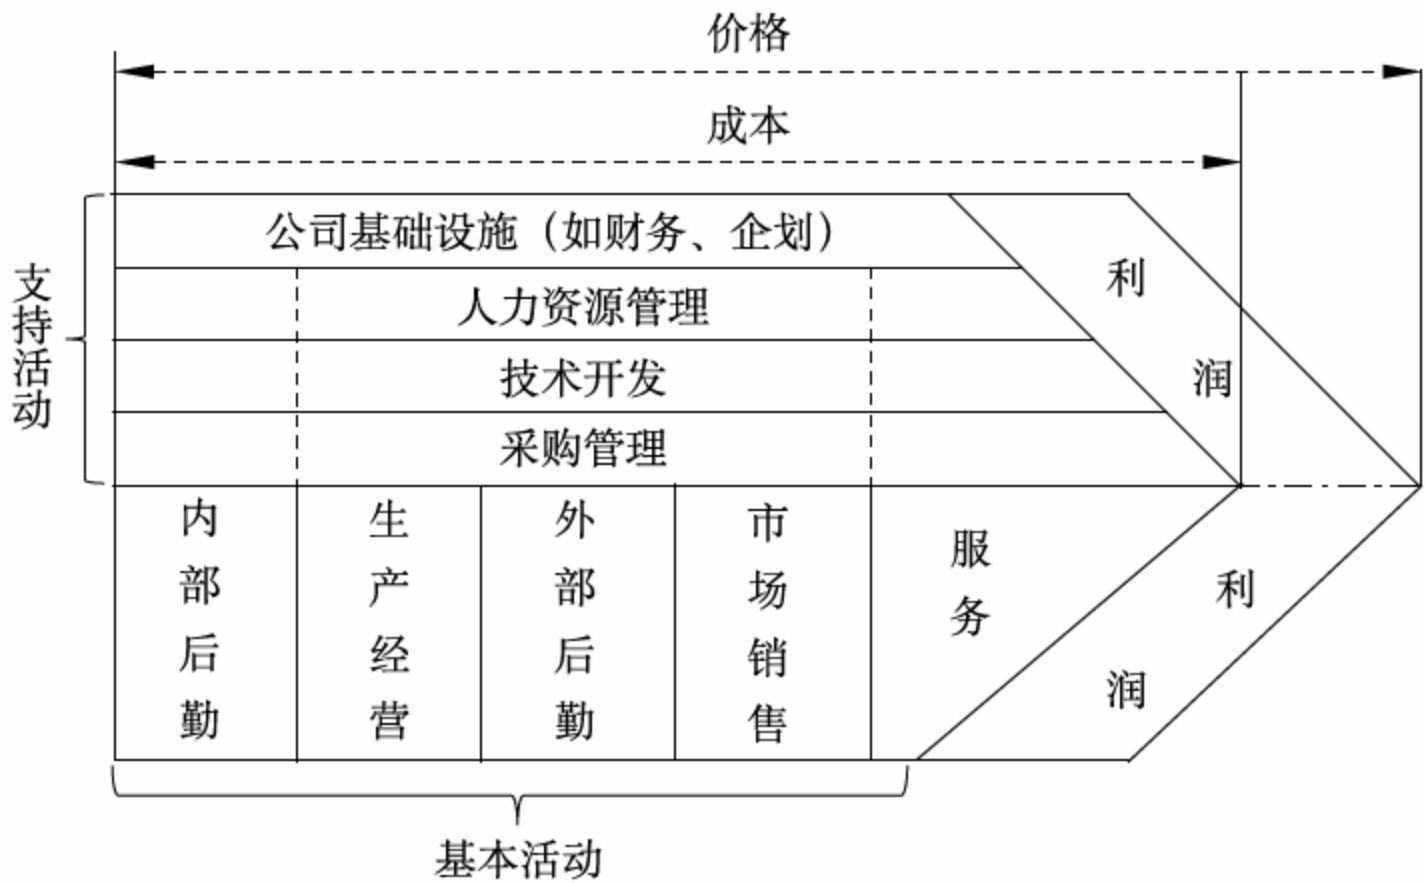 价格
成本
公司基础设施（如财务、企划）
人力资源管理
技术开发
采购管理
支持活动
利润
内部后勤
生产经营
外部后勤
市场销售
服务
利润
基本活动